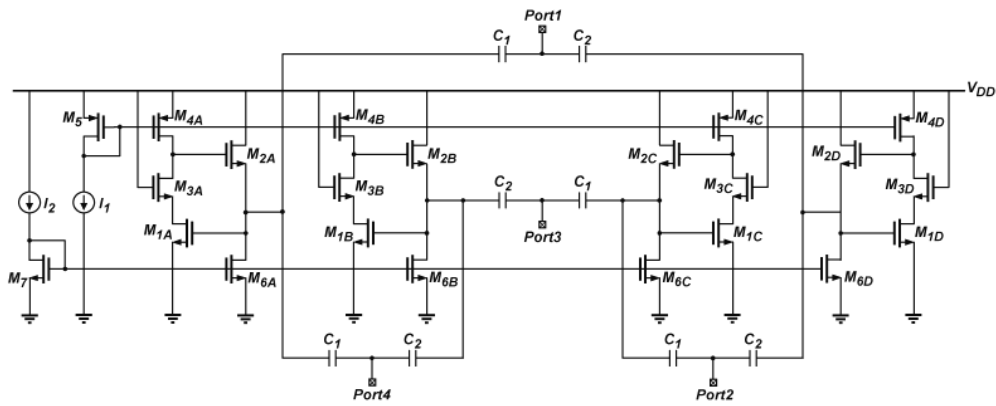 Port1
C1 C2
VDD
M5 M4A M4B M4C M4D
M2A M2B M2C M2D
M3A M3B M3C M3D
I2 I1
C2 C1
Port3
M1A M1B M1C M1D
M7 M6A M6B M6C M6D
C1 C2 C1 C2
Port4 Port2